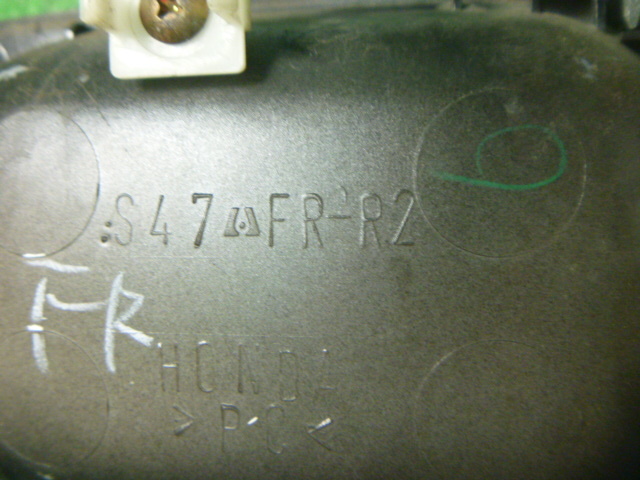 S47 FR-R2
FR
HONDA
>PC<